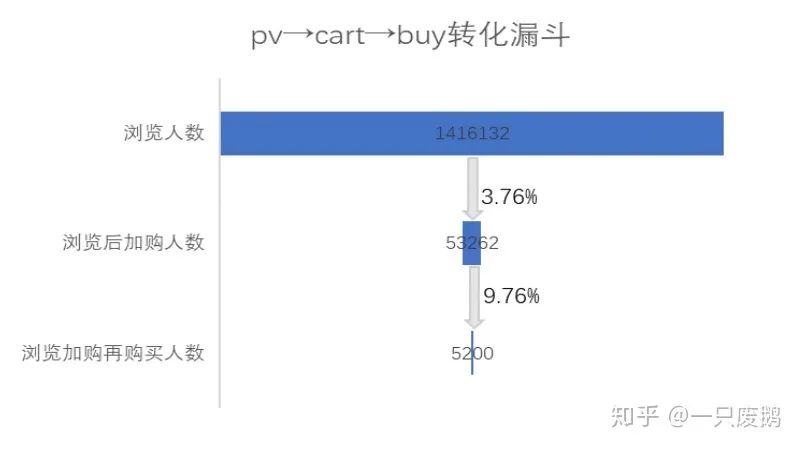 pv→cart→buy转化漏斗
浏览人数
1416132
3.76%
浏览后加购人数
53262
9.76%
浏览加购再购买人数
5200
知乎 @一只废鹅